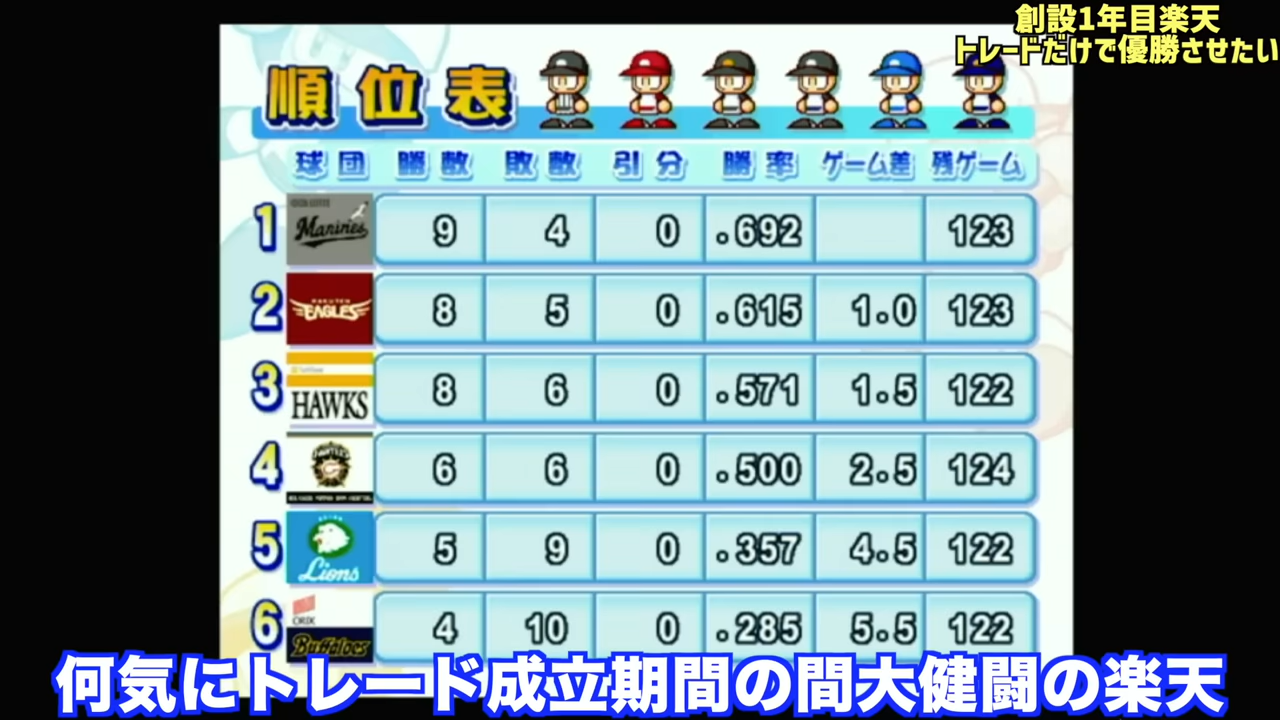 創設1年目楽天
トレードだけで優勝させたい
順位表
球団 勝数 敗数 引分 勝率 ゲーム差 残ゲーム
1 Marines 9 4 0 .692 123
2 RAKUTEN EAGLES 8 5 0 .615 1.0 123
3 SoftBank HAWKS 8 6 0 .571 1.5 122
4 FIGHTERS 6 6 0 .500 2.5 124
5 Lions 5 9 0 .357 4.5 122
6 ORIX Buffaloes 4 10 0 .285 5.5 122
何気にトレード成立期間の間大健闘の楽天